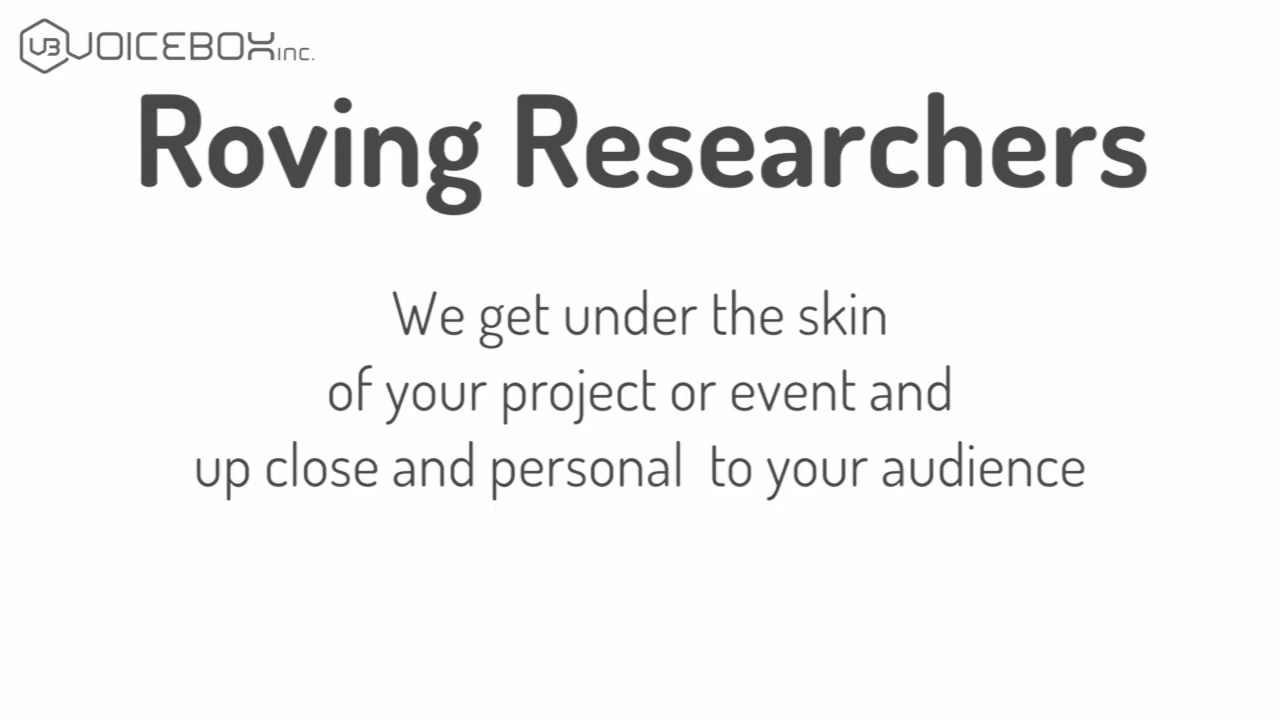 VB VOICEBOX inc.
Roving Researchers
We get under the skin
of your project or event and
up close and personal  to your audience